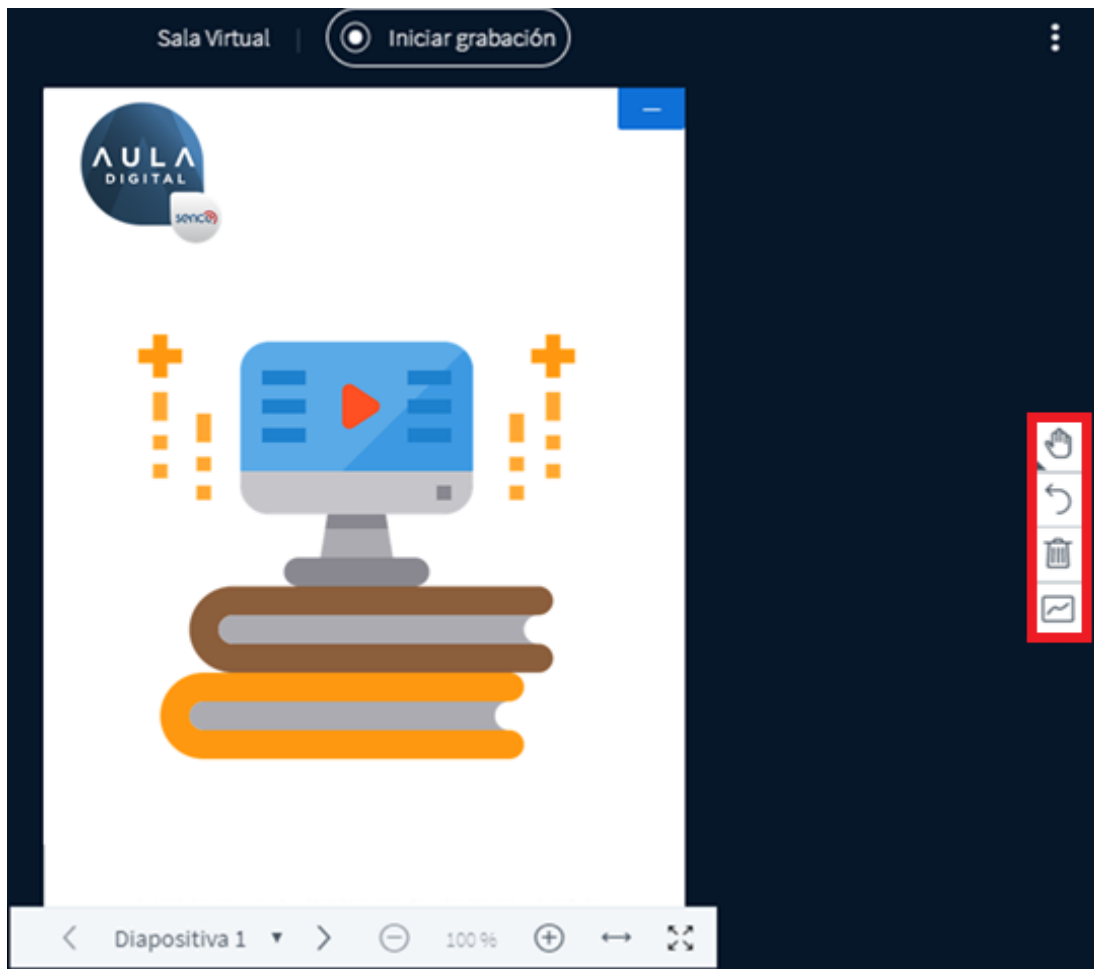 Sala Virtual | Iniciar grabación
AULA
DIGITAL
sence
Diapositiva 1
100 %